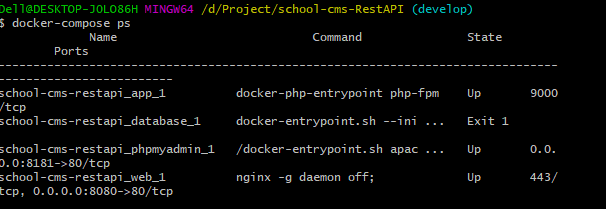 Dell@DESKTOP-JOLO86H MINGW64 /d/Project/school-cms-RestAPI (develop)
$ docker-compose ps
Name Command State
Ports
--------------------------------------------------------------------------------
-------------------------
school-cms-restapi_app_1 docker-php-entrypoint php-fpm Up 9000
/tcp
school-cms-restapi_database_1 docker-entrypoint.sh --ini ... Exit 1
school-cms-restapi_phpmyadmin_1 /docker-entrypoint.sh apac ... Up 0.0.
0.0:8181->80/tcp
school-cms-restapi_web_1 nginx -g daemon off; Up 443/
tcp, 0.0.0.0:8080->80/tcp